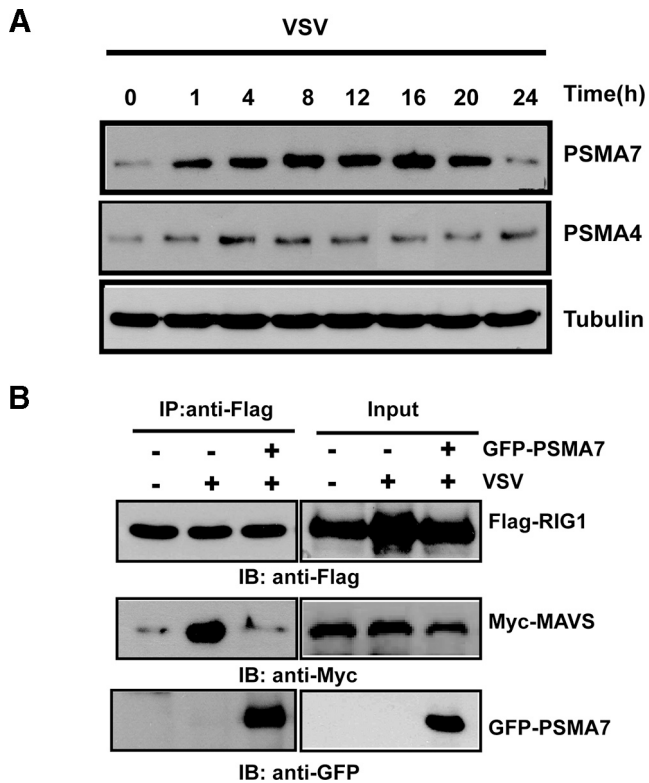 A
VSV
0 1 4 8 12 16 20 24 Time(h)
PSMA7
PSMA4
Tubulin
B
IP:anti-Flag Input
- - + - - + GFP-PSMA7
- + + - + + VSV
Flag-RIG1
IB: anti-Flag
Myc-MAVS
IB: anti-Myc
GFP-PSMA7
IB: anti-GFP